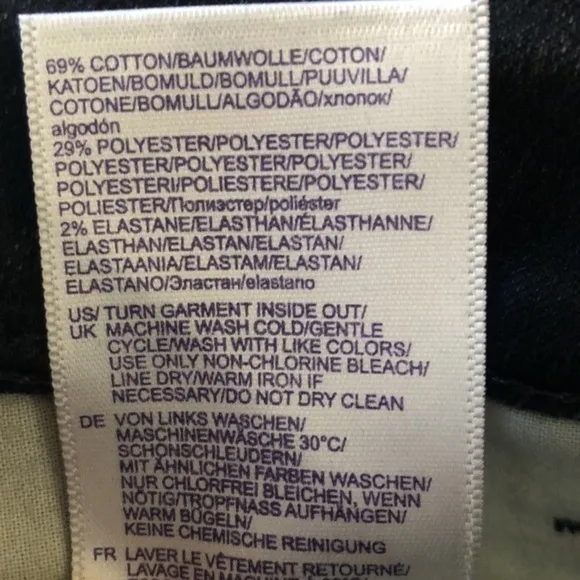 69% COTTON/BAUMWOLLE/COTON/
KATOEN/BOMULD/BOMULL/PUUVILLA/
COTONE/BOMULL/ALGODÃO/хлопок/
algodón
29% POLYESTER/POLYESTER/POLYESTER/
POLYESTER/POLYESTER/POLYESTER/
POLYESTERI/POLIESTERE/POLYESTER/
POLIESTER/Полиэстер/poliéster
2% ELASTANE/ELASTHAN/ÉLASTHANNE/
ELASTHAN/ELASTAN/ELASTAN/
ELASTAANIA/ELASTAM/ELASTAN/
ELASTANO/Эластан/elastano
US/ TURN GARMENT INSIDE OUT/
UK MACHINE WASH COLD/GENTLE
CYCLE/WASH WITH LIKE COLORS/
USE ONLY NON-CHLORINE BLEACH/
LINE DRY/WARM IRON IF
NECESSARY/DO NOT DRY CLEAN
DE VON LINKS WASCHEN/
MASCHINENWÄSCHE 30°C/
SCHONSCHLEUDERN/
MIT ÄHNLICHEN FARBEN WASCHEN/
NUR CHLORFREI BLEICHEN, WENN
NÖTIG/TROPFNASS AUFHÄNGEN/
WARM BÜGELN/
KEINE CHEMISCHE REINIGUNG
FR LAVER LE VÊTEMENT RETOURNÉ/
LAVAGE EN MACHINE À